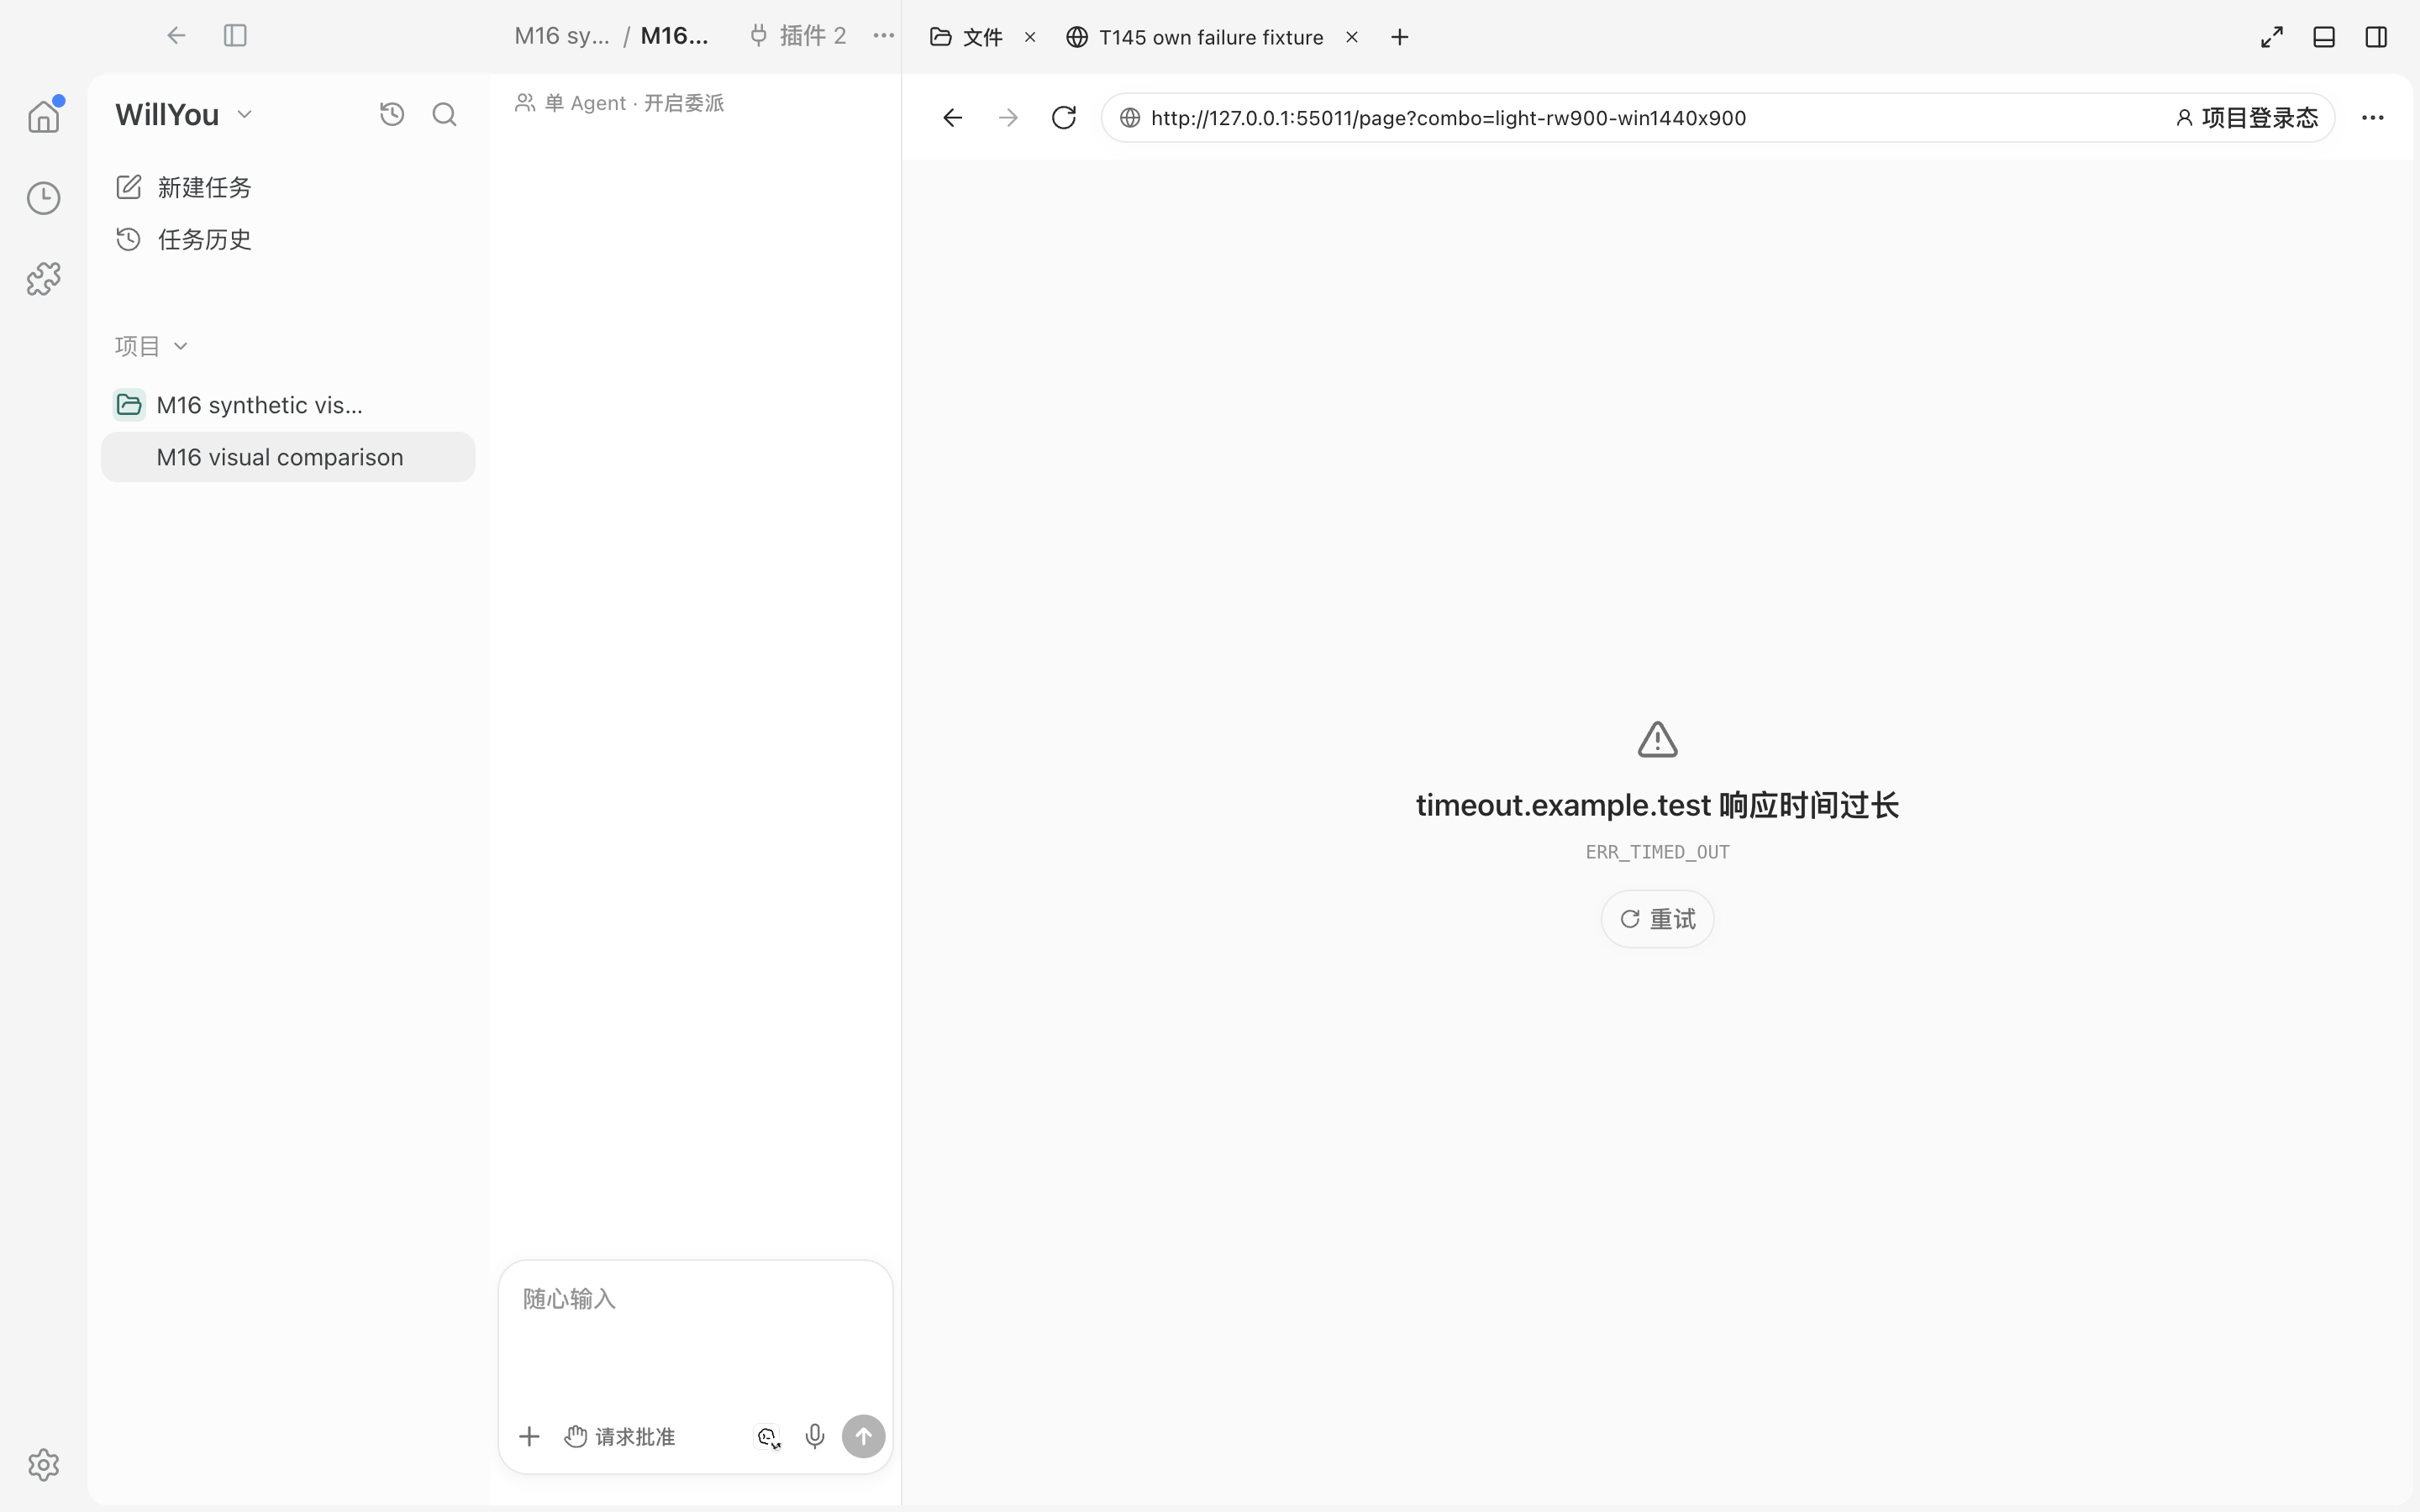 M16 sy... / M16... 插件 2
文件
T145 own failure fixture
WillYou
单 Agent · 开启委派
http://127.0.0.1:55011/page?combo=light-rw900-win1440x900
项目登录态
新建任务
任务历史
项目
M16 synthetic vis...
M16 visual comparison
timeout.example.test 响应时间过长
ERR_TIMED_OUT
重试
随心输入
请求批准